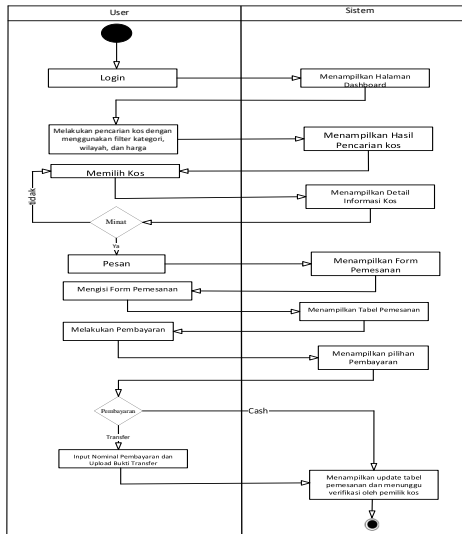 User
Sistem
Login
Menampilkan Halaman
Dashboard
Melakukan pencarian kos dengan
menggunakan filter kategori,
wilayah, dan harga
Menampilkan Hasil
Pencarian kos
Memilih Kos
Menampilkan Detail
Informasi Kos
tidak
Minat
Ya
Pesan
Menampilkan Form
Pemesanan
Mengisi Form Pemesanan
Menampilkan Tabel Pemesanan
Melakukan Pembayaran
Menampilkan pilihan
Pembayaran
Pembayaran
Cash
Transfer
Input Nominal Pembayaran dan
Upload Bukti Transfer
Menampilkan update tabel
pemesanan dan menunggu
verifikasi oleh pemilik kos